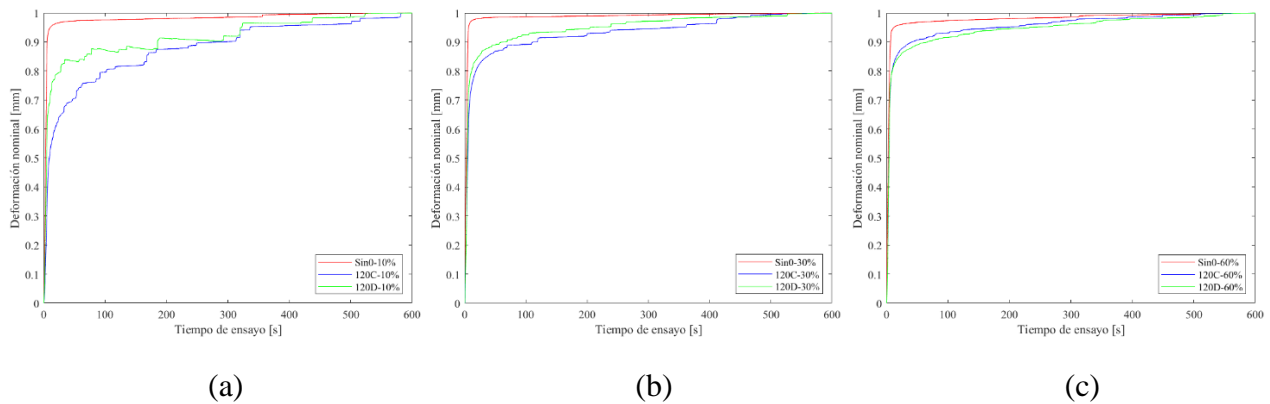 1
0.9
0.8
0.7
0.6
0.5
0.4
0.3
0.2
0.1
0
Deformación nominal [mm]
Sin0-10%
120C-10%
120D-10%
0 100 200 300 400 500 600
Tiempo de ensayo [s]
(a)
1
0.9
0.8
0.7
0.6
0.5
0.4
0.3
0.2
0.1
0
Deformación nominal [mm]
Sin0-30%
120C-30%
120D-30%
0 100 200 300 400 500 600
Tiempo de ensayo [s]
(b)
1
0.9
0.8
0.7
0.6
0.5
0.4
0.3
0.2
0.1
0
Deformación nominal [mm]
Sin0-60%
120C-60%
120D-60%
0 100 200 300 400 500 600
Tiempo de ensayo [s]
(c)